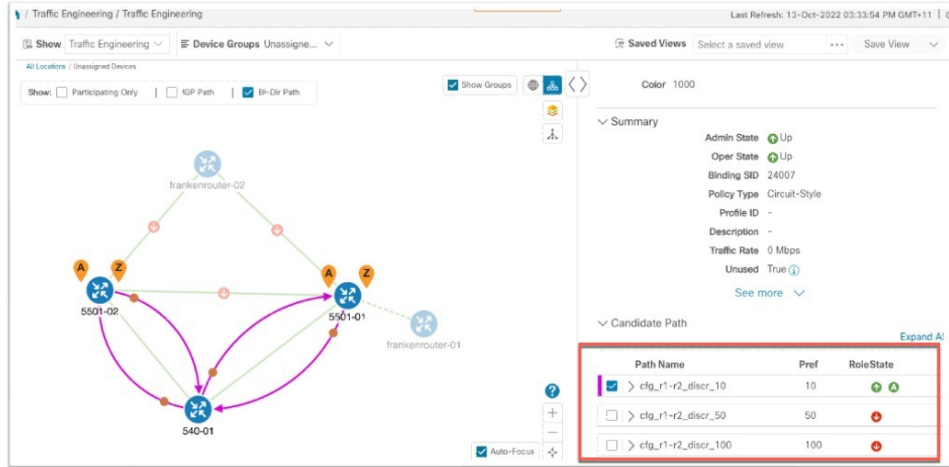 / Traffic Engineering / Traffic Engineering
Last Refresh: 13-Oct-2022 03:33:54 PM GMT+11
Show Traffic Engineering
Device Groups Unassigne...
Saved Views Select a saved view ... Save View
All Locations / Unassigned Devices
Show: Participating Only | IGP Path | Bi-Dir Path
Show Groups
frankenrouter-02
A Z
A Z
5501-02
5501-01
frankenrouter-01
540-01
Auto-Focus
?
+
−
Color 1000
Summary
Admin State Up
Oper State Up
Binding SID 24007
Policy Type Circuit-Style
Profile ID -
Description -
Traffic Rate 0 Mbps
Unused True
See more
Candidate Path
Expand Al
Path Name Pref RoleState
cfg_r1-r2_discr_10 10 A
cfg_r1-r2_discr_50 50
cfg_r1-r2_discr_100 100